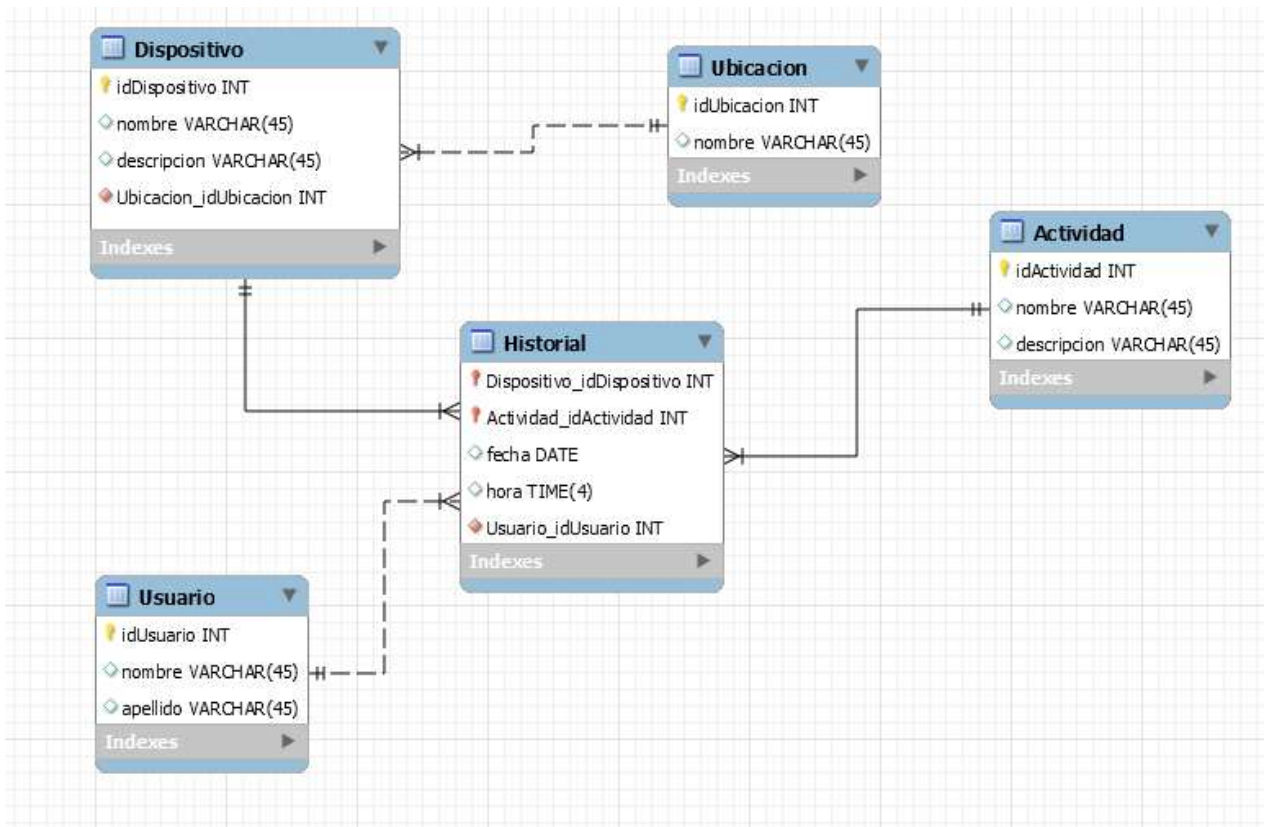 Dispositivo
idDispositivo INT
nombre VARCHAR(45)
descripcion VARCHAR(45)
Ubicacion_idUbicacion INT
Indexes
Ubicacion
idUbicacion INT
nombre VARCHAR(45)
Indexes
Actividad
idActividad INT
nombre VARCHAR(45)
descripcion VARCHAR(45)
Indexes
Historial
Dispositivo_idDispositivo INT
Actividad_idActividad INT
fecha DATE
hora TIME(4)
Usuario_idUsuario INT
Indexes
Usuario
idUsuario INT
nombre VARCHAR(45)
apellido VARCHAR(45)
Indexes